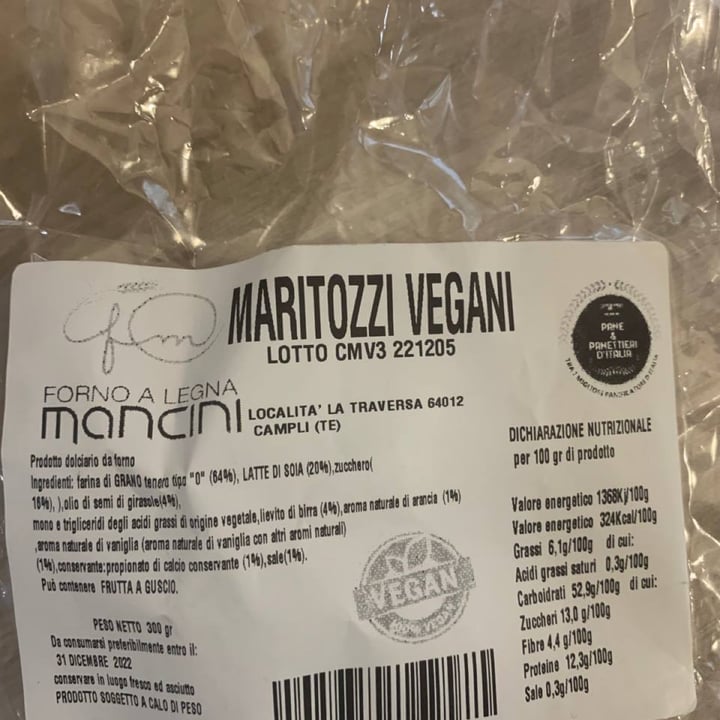 fm
MARITOZZI VEGANI
LOTTO CMV3 221205
FORNO A LEGNA
mancini
LOCALITA' LA TRAVERSA 64012
CAMPLI (TE)
PANE
&
PANETTIERI
D'ITALIA
Prodotto dolciario da forno
Ingredienti: farina di GRANO tenero tipo "0" (64%), LATTE DI SOIA (20%),zucchero(
16%), ),olio di semi di girasole(4%),
mono e trigliceridi degli acidi grassi di origine vegetale,lievito di birra (4%),aroma naturale di arancia (1%)
,aroma naturale di vaniglia (aroma naturale di vaniglia con altri aromi naturali)
(1%),conservante:propionato di calcio conservante (1%),sale(1%).
Può contenere FRUTTA A GUSCIO.
PESO NETTO 300 gr
Da consumarsi preferibilmente entro il:
31 DICEMBRE 2022
conservare in luogo fresco ed asciutto
PRODOTTO SOGGETTO A CALO DI PESO
VEGAN
DICHIARAZIONE NUTRIZIONALE
per 100 gr di prodotto
Valore energetico 1368Kj/100g
Valore energetico 324Kcal/100g
Grassi 6,1g/100g di cui:
Acidi grassi saturi 0,3g/100g
Carboidrati 52,9g/100g di cui:
Zuccheri 13,0 g/100g
Fibre 4,4 g/100g
Proteine 12,3g/100g
Sale 0,3g/100g